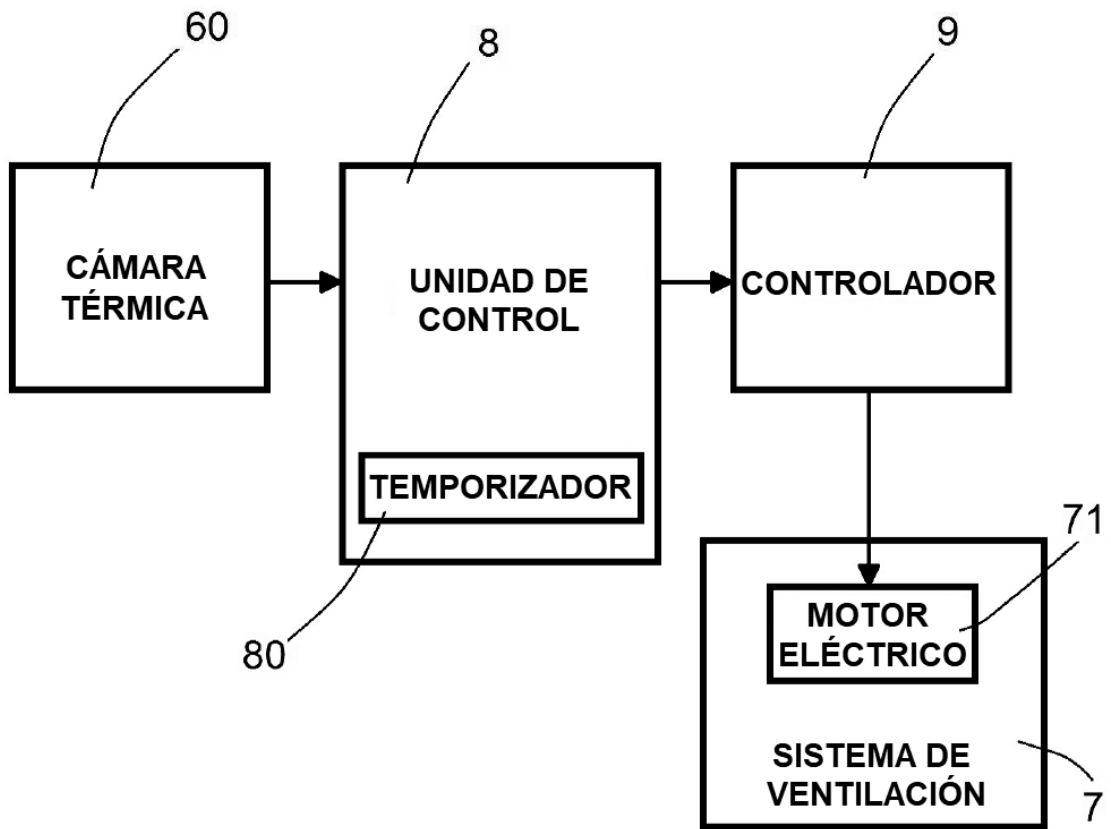 60
8
9
CÁMARA
TÉRMICA
UNIDAD DE
CONTROL
CONTROLADOR
TEMPORIZADOR
80
71
MOTOR
ELÉCTRICO
SISTEMA DE
VENTILACIÓN
7